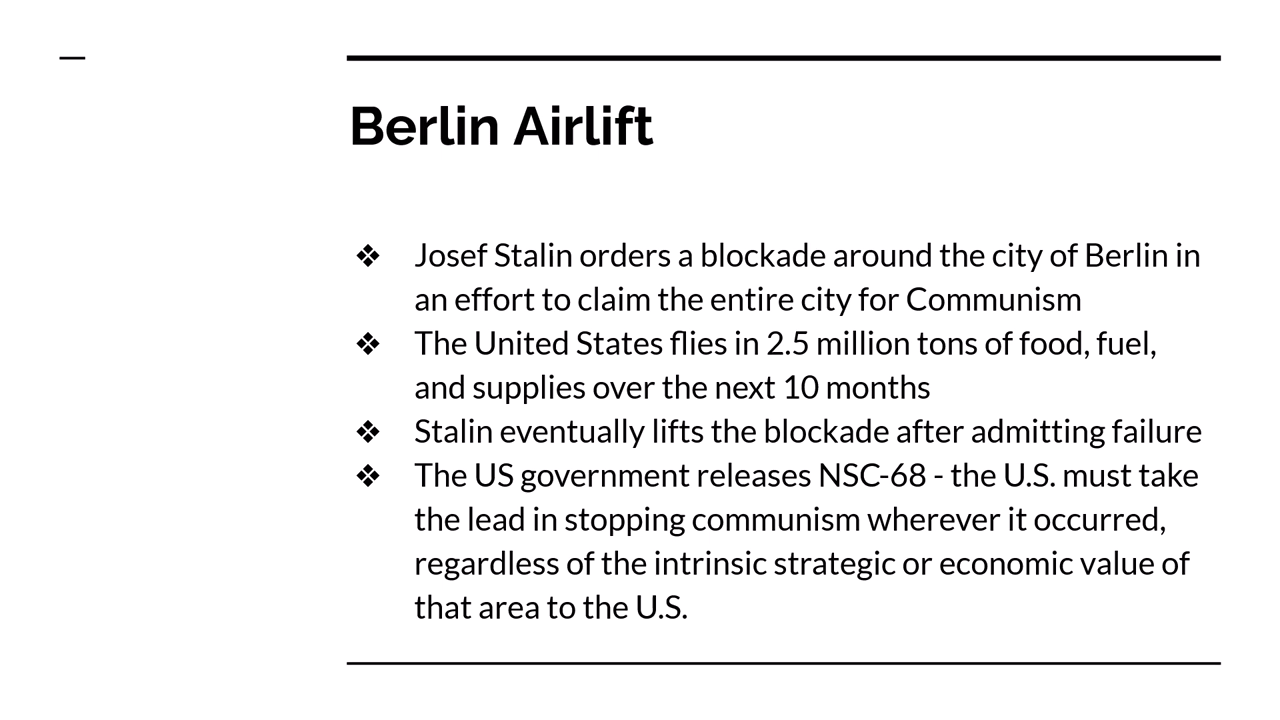 Berlin Airlift
❖ Josef Stalin orders a blockade around the city of Berlin in
an effort to claim the entire city for Communism
❖ The United States flies in 2.5 million tons of food, fuel,
and supplies over the next 10 months
❖ Stalin eventually lifts the blockade after admitting failure
❖ The US government releases NSC-68 - the U.S. must take
the lead in stopping communism wherever it occurred,
regardless of the intrinsic strategic or economic value of
that area to the U.S.